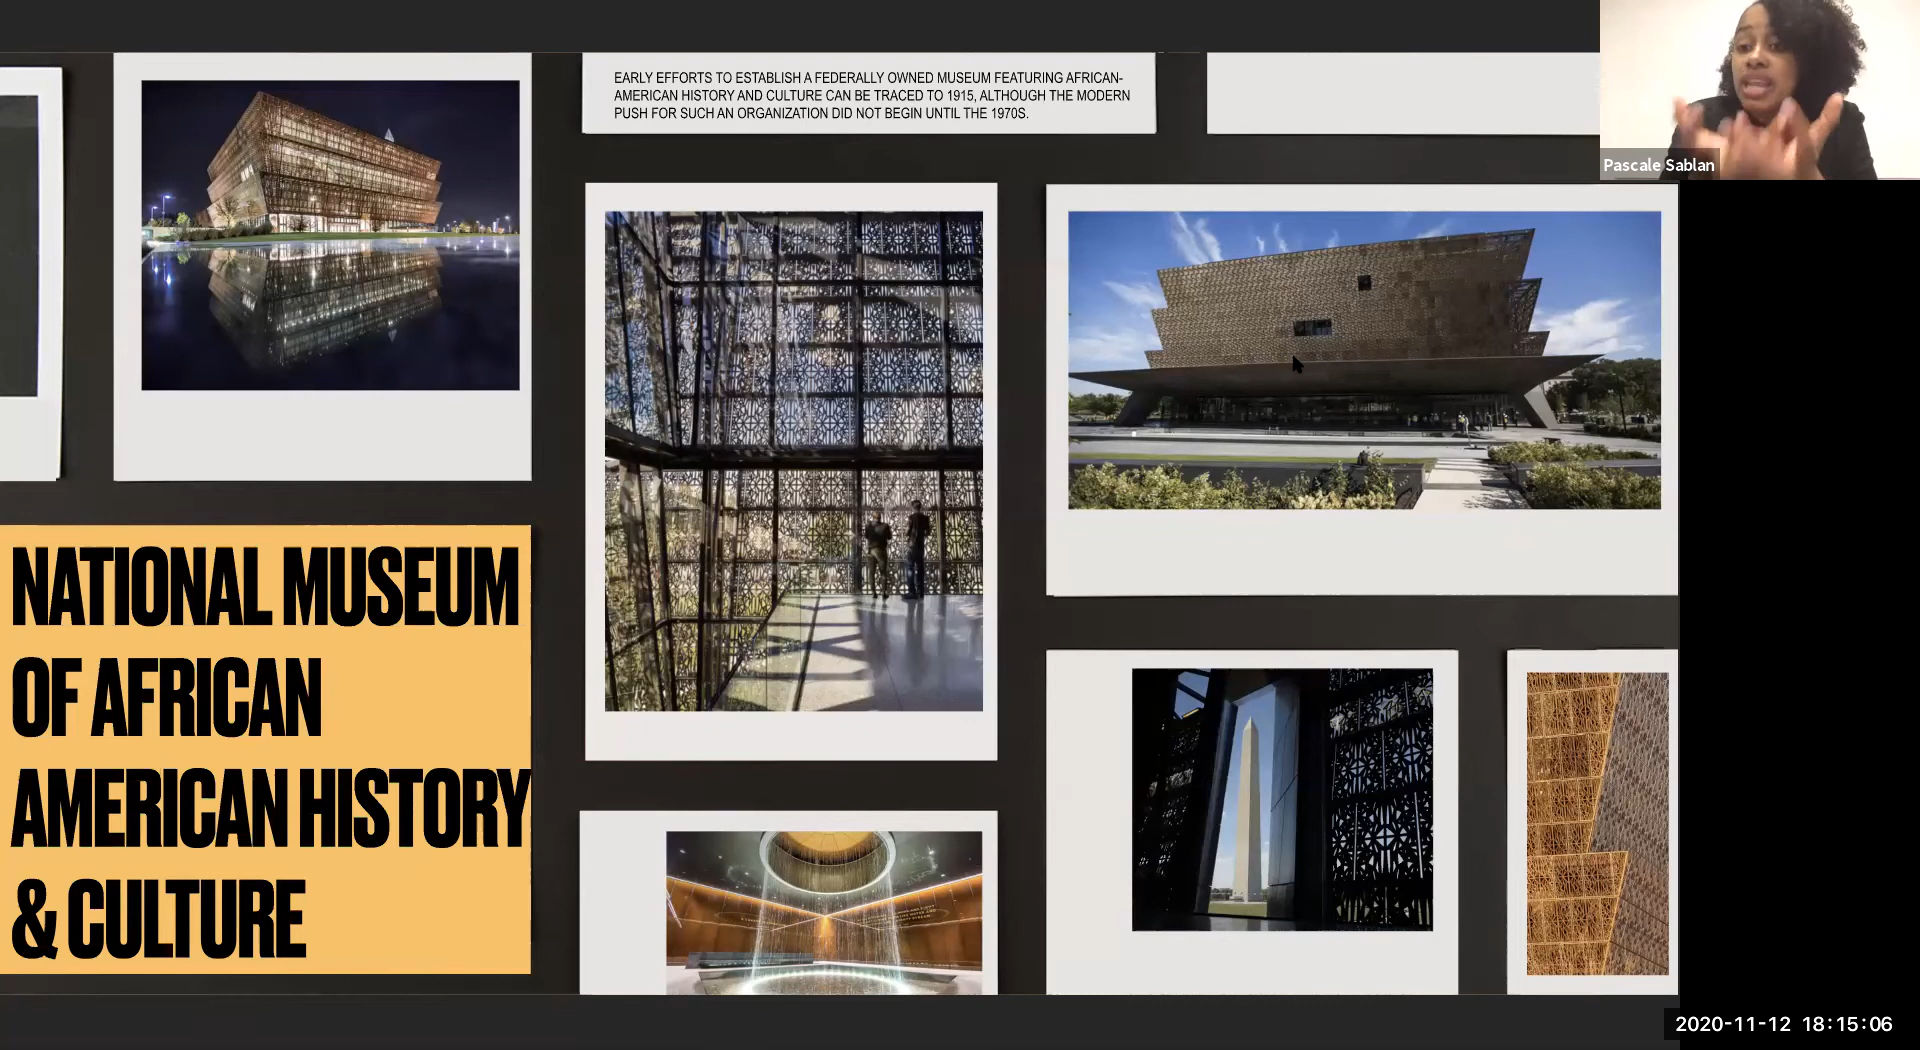 EARLY EFFORTS TO ESTABLISH A FEDERALLY OWNED MUSEUM FEATURING AFRICAN-
AMERICAN HISTORY AND CULTURE CAN BE TRACED TO 1915, ALTHOUGH THE MODERN
PUSH FOR SUCH AN ORGANIZATION DID NOT BEGIN UNTIL THE 1970S.
Pascale Sablan
NATIONAL MUSEUM
OF AFRICAN
AMERICAN HISTORY
& CULTURE
2020-11-12 18:15:06